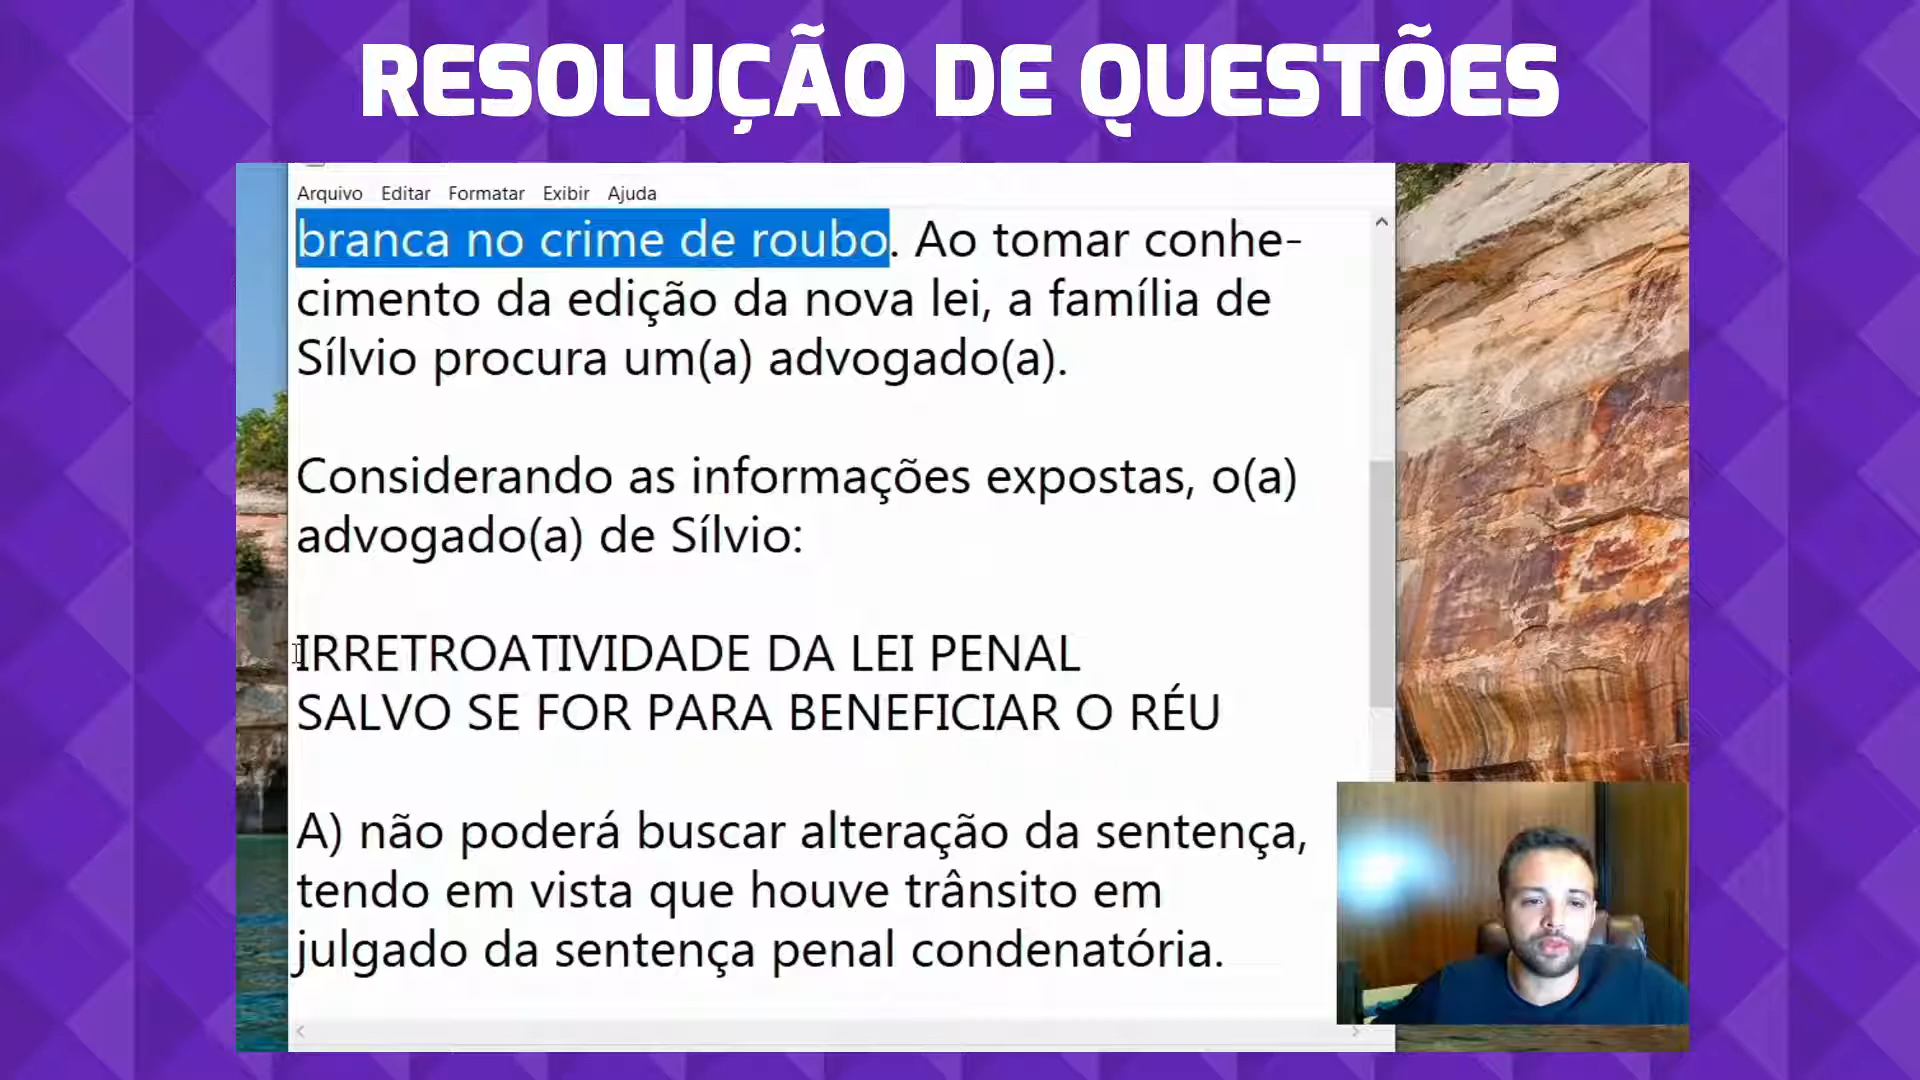 RESOLUÇÃO DE QUESTÕES
Arquivo Editar Formatar Exibir Ajuda
branca no crime de roubo. Ao tomar conhe-
cimento da edição da nova lei, a família de
Sílvio procura um(a) advogado(a).
Considerando as informações expostas, o(a)
advogado(a) de Sílvio:
IRRETROATIVIDADE DA LEI PENAL
SALVO SE FOR PARA BENEFICIAR O RÉU
A) não poderá buscar alteração da sentença,
tendo em vista que houve trânsito em
julgado da sentença penal condenatória.